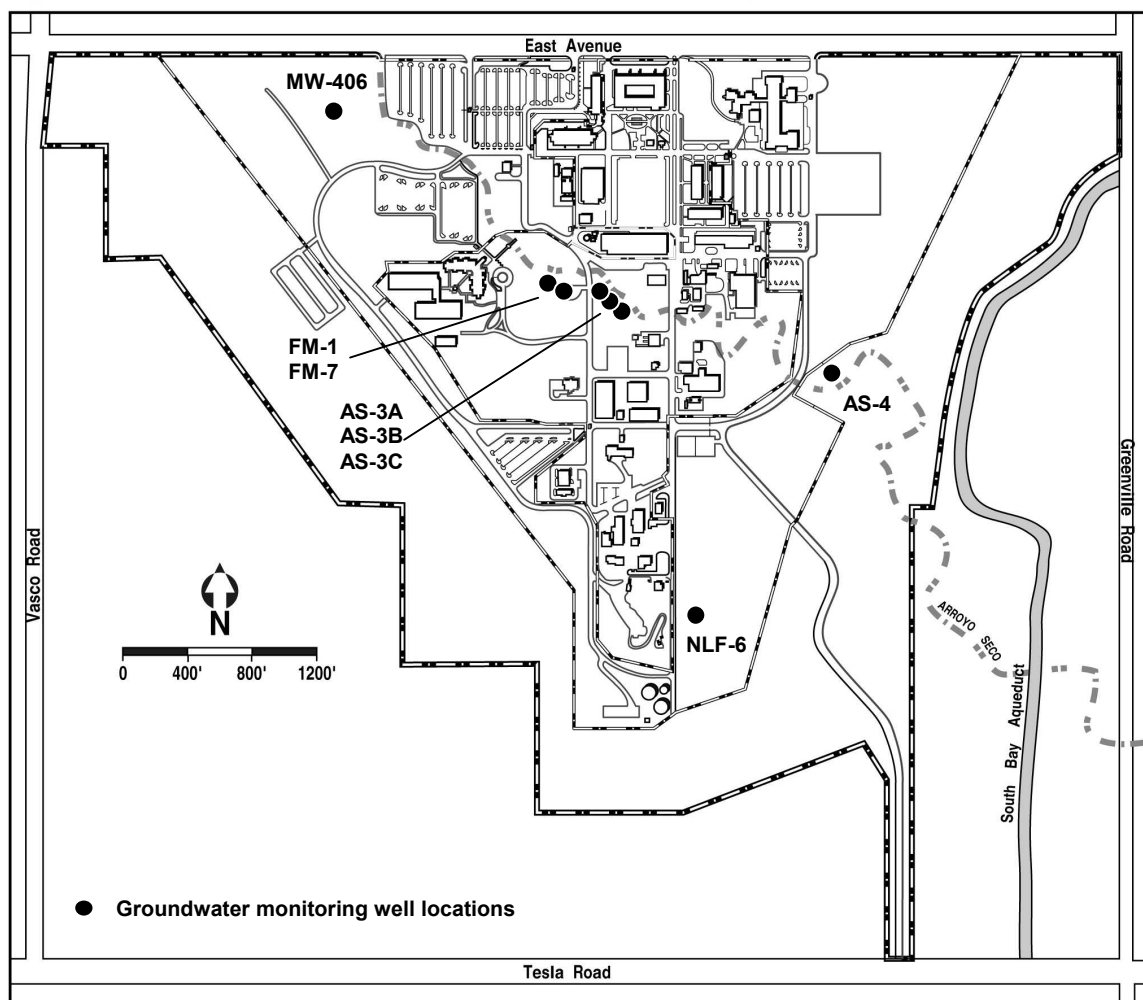 East Avenue
MW-406
FM-1
FM-7
AS-3A
AS-3B
AS-3C
AS-4
Vasco Road
Greenville Road
N
0 400' 800' 1200'
NLF-6
ARROYO SECO
South Bay Aqueduct
Groundwater monitoring well locations
Tesla Road